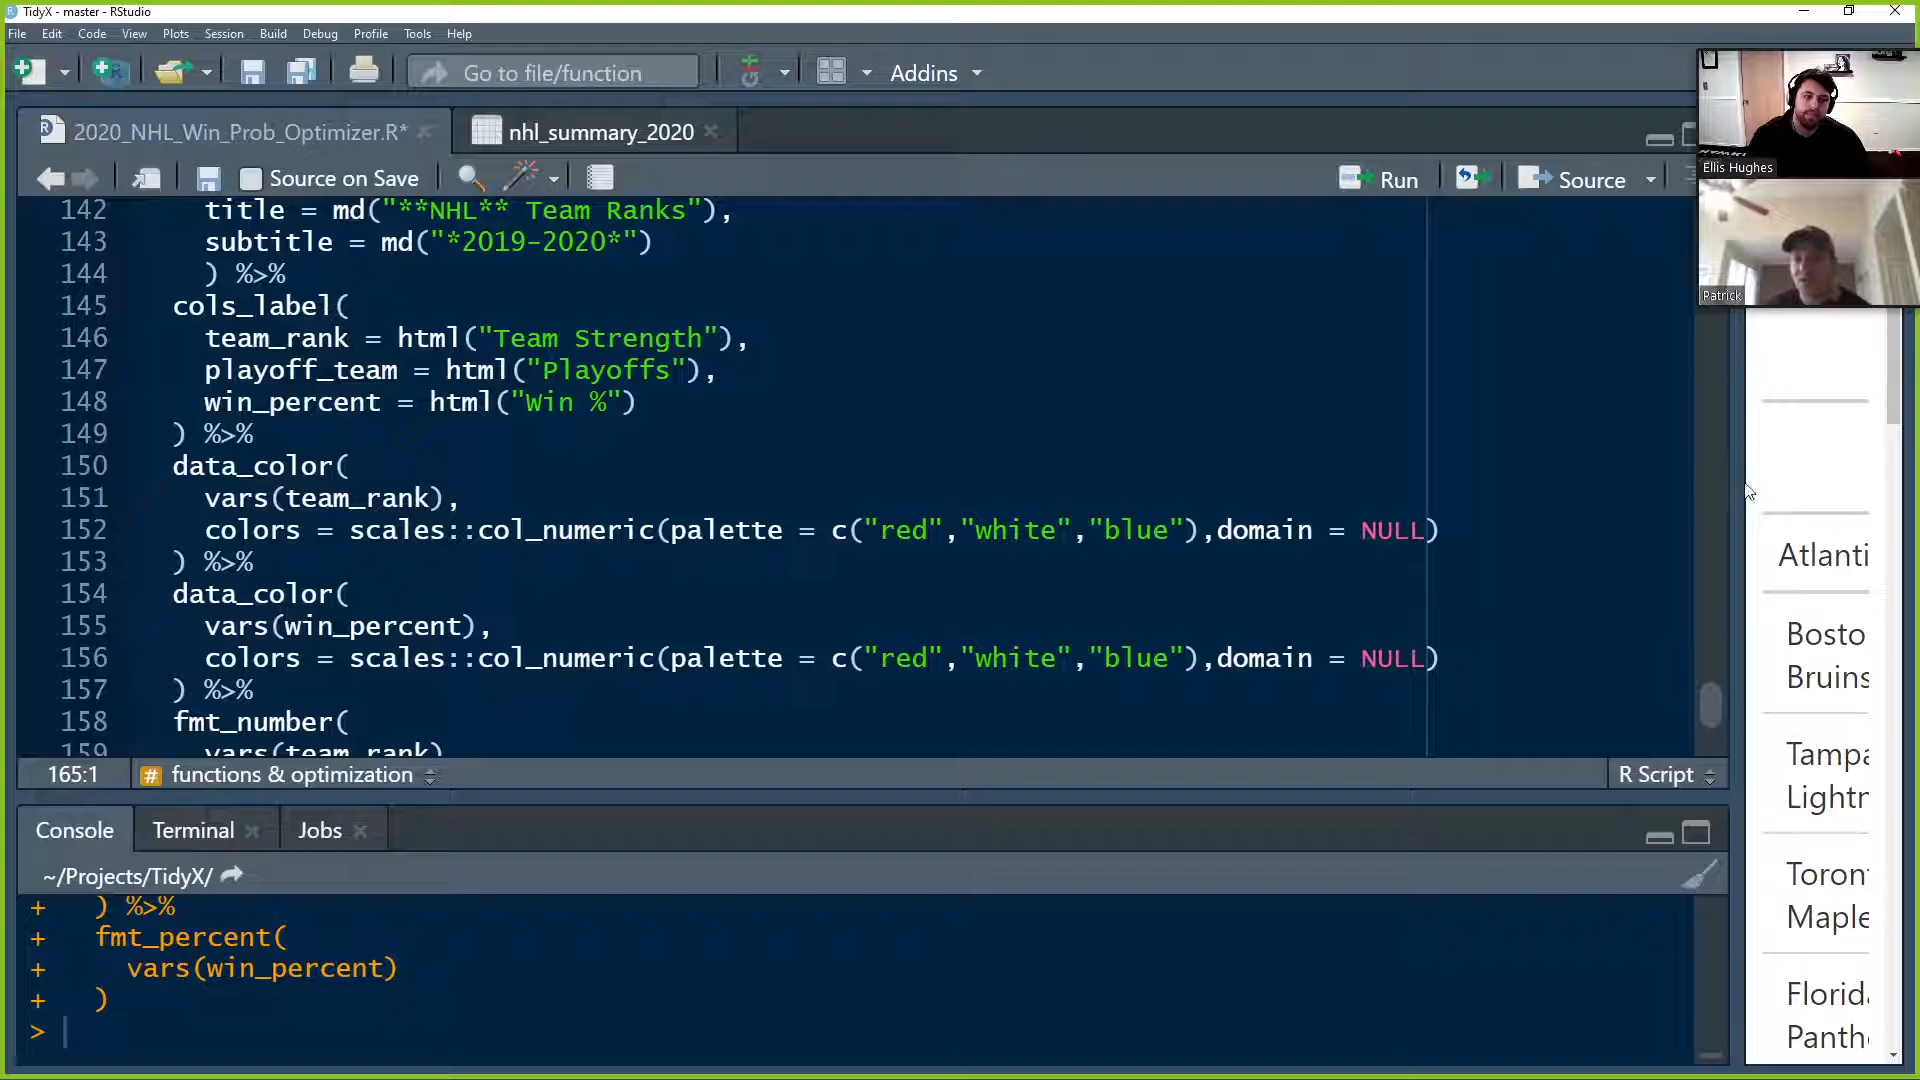 TidyX - master - RStudio
File Edit Code View Plots Session Build Debug Profile Tools Help
Go to file/function Addins
Ellis Hughes
Patrick
2020_NHL_Win_Prob_Optimizer.R* nhl_summary_2020
Source on Save Run Source
142 title = md("**NHL** Team Ranks"),
143 subtitle = md("*2019-2020*")
144 ) %>%
145 cols_label(
146 team_rank = html("Team Strength"),
147 playoff_team = html("Playoffs"),
148 win_percent = html("Win %")
149 ) %>%
150 data_color(
151 vars(team_rank),
152 colors = scales::col_numeric(palette = c("red","white","blue"),domain = NULL)
153 ) %>%
154 data_color(
155 vars(win_percent),
156 colors = scales::col_numeric(palette = c("red","white","blue"),domain = NULL)
157 ) %>%
158 fmt_number(
159 vars(team_rank)
165:1 # functions & optimization R Script
Console Terminal Jobs
~/Projects/TidyX/
+ ) %>%
+ fmt_percent(
+ vars(win_percent)
+ )
>
Atlanti
Bosto
Bruins
Tampa
Lightn
Toron
Maple
Florida
Panth